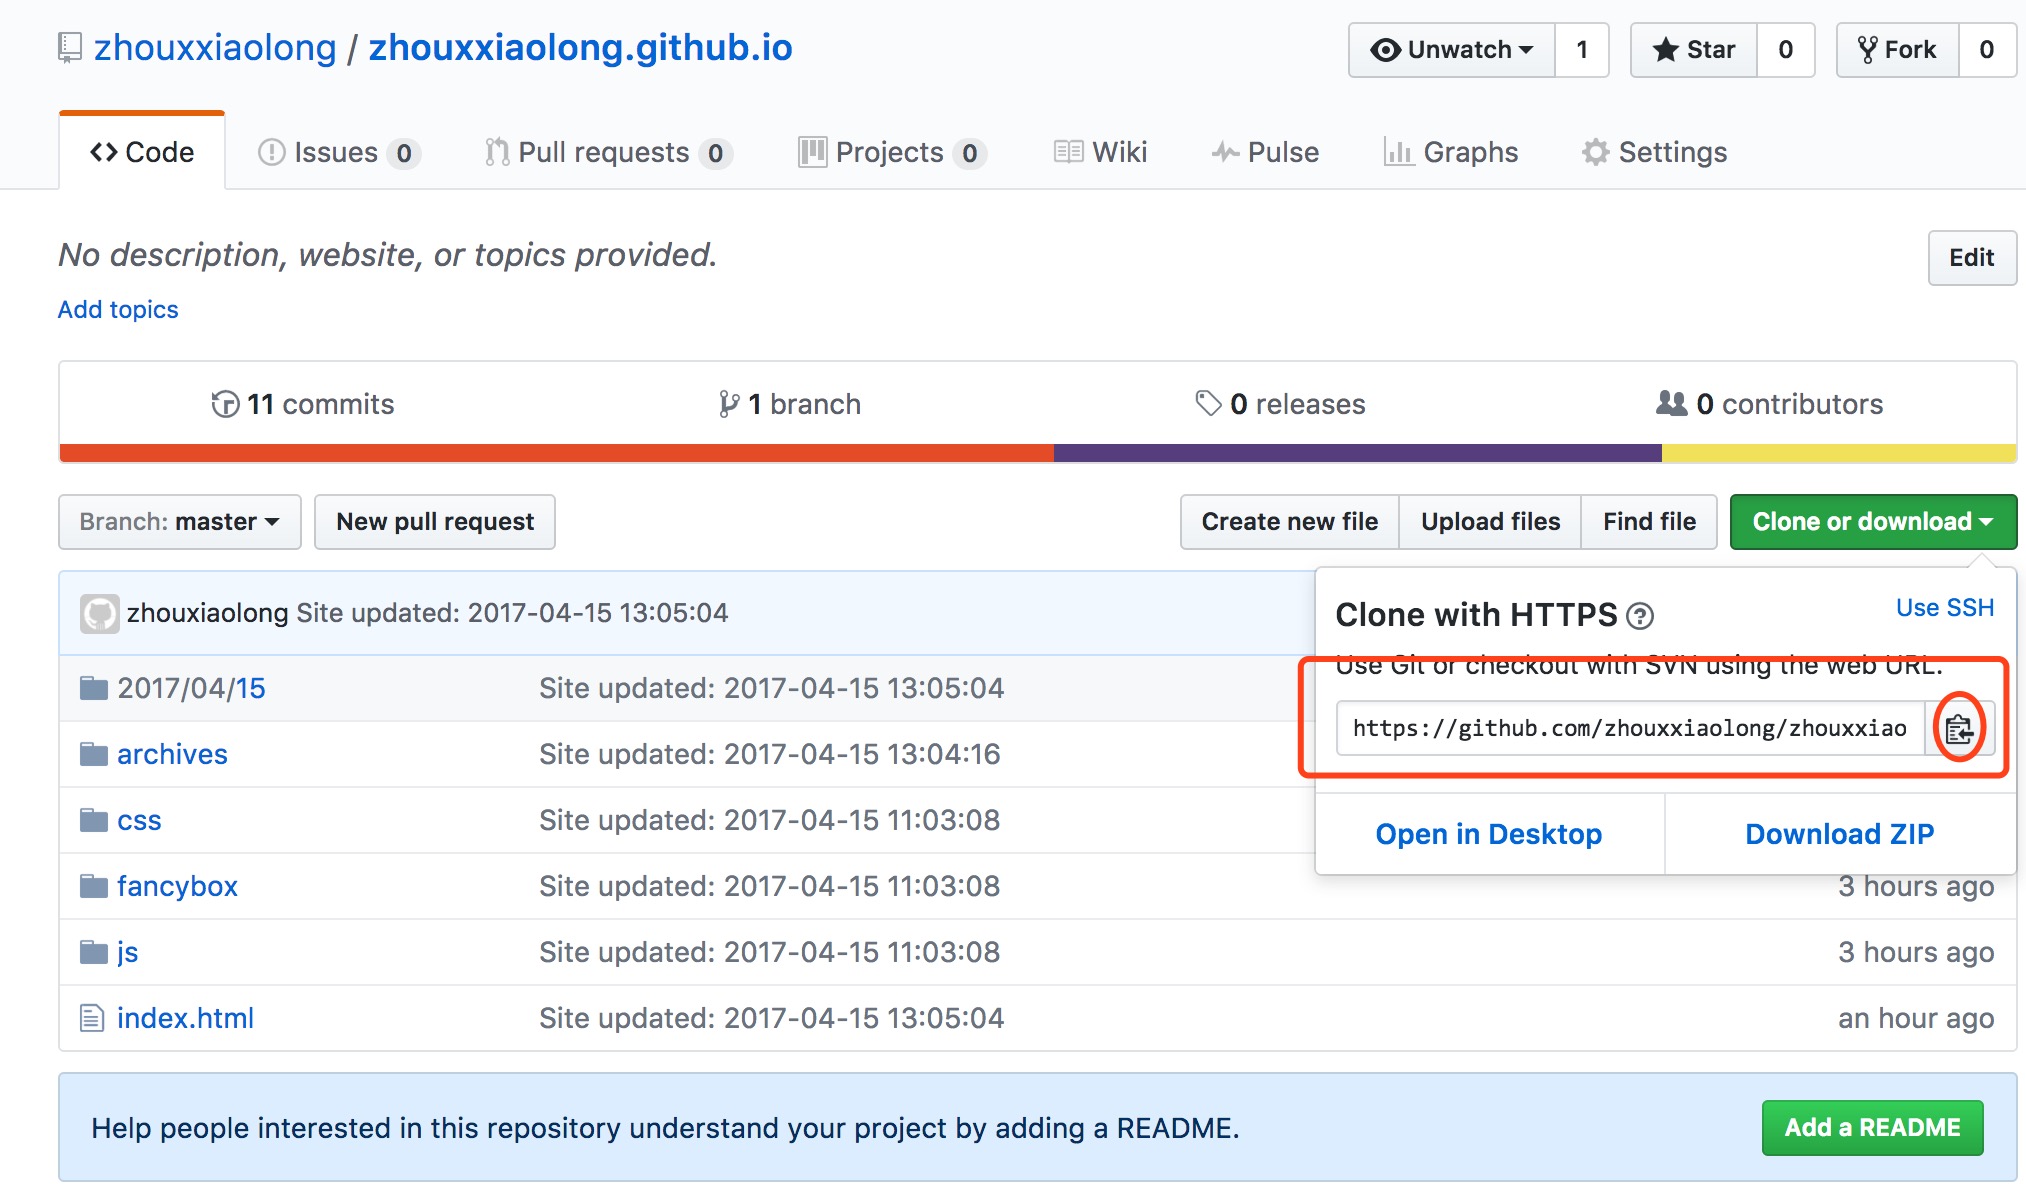 zhouxxiaolong / zhouxxiaolong.github.io
Unwatch 1 Star 0 Fork 0
Code Issues 0 Pull requests 0 Projects 0 Wiki Pulse Graphs Settings
No description, website, or topics provided.
Edit
Add topics
11 commits 1 branch 0 releases 0 contributors
Branch: master New pull request Create new file Upload files Find file Clone or download
zhouxiaolong Site updated: 2017-04-15 13:05:04
Clone with HTTPS ? Use SSH
Use Git or checkout with SVN using the web URL.
https://github.com/zhouxxiaolong/zhouxxiao
Open in Desktop Download ZIP
2017/04/15 Site updated: 2017-04-15 13:05:04
archives Site updated: 2017-04-15 13:04:16
css Site updated: 2017-04-15 11:03:08
fancybox Site updated: 2017-04-15 11:03:08 3 hours ago
js Site updated: 2017-04-15 11:03:08 3 hours ago
index.html Site updated: 2017-04-15 13:05:04 an hour ago
Help people interested in this repository understand your project by adding a README. Add a README